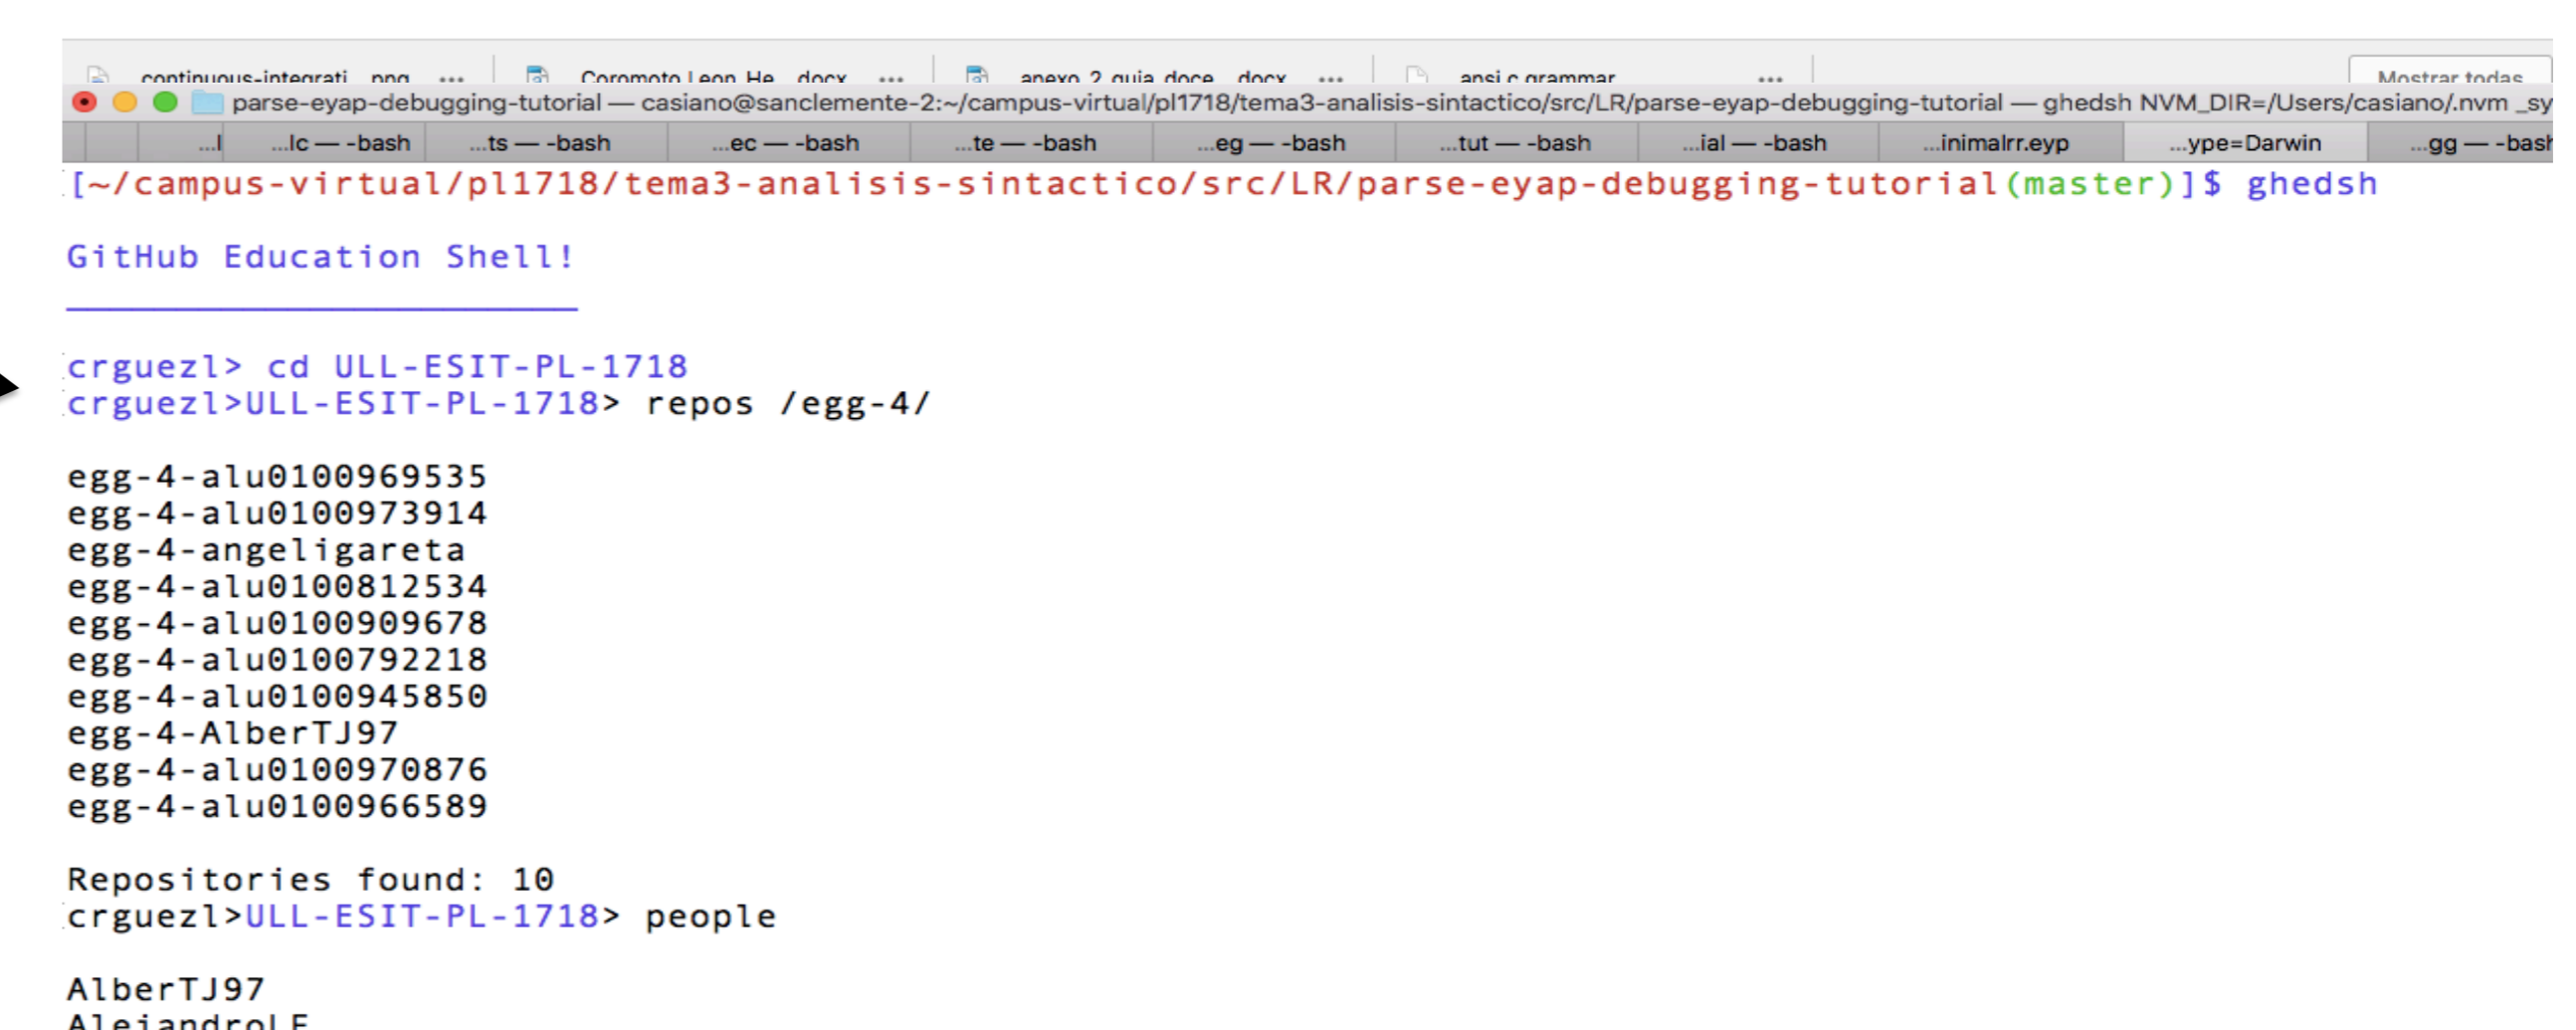 continuous-integrati....png ...
Coromoto Leon He....docx ...
anexo_2_guia_doce....docx ...
ansi.c.grammar ...
Mostrar todas
parse-eyap-debugging-tutorial — casiano@sanclemente-2:~/campus-virtual/pl1718/tema3-analisis-sintactico/src/LR/parse-eyap-debugging-tutorial — ghedsh NVM_DIR=/Users/casiano/.nvm _sy
...l ...lc — -bash ...ts — -bash ...ec — -bash ...te — -bash ...eg — -bash ...tut — -bash ...ial — -bash ...inimalrr.eyp ...ype=Darwin ...gg — -bash
[~/campus-virtual/pl1718/tema3-analisis-sintactico/src/LR/parse-eyap-debugging-tutorial(master)]$ ghedsh
GitHub Education Shell!
crguezl> cd ULL-ESIT-PL-1718
crguezl>ULL-ESIT-PL-1718> repos /egg-4/
egg-4-alu0100969535
egg-4-alu0100973914
egg-4-angeligareta
egg-4-alu0100812534
egg-4-alu0100909678
egg-4-alu0100792218
egg-4-alu0100945850
egg-4-AlberTJ97
egg-4-alu0100970876
egg-4-alu0100966589
Repositories found: 10
crguezl>ULL-ESIT-PL-1718> people
AlberTJ97